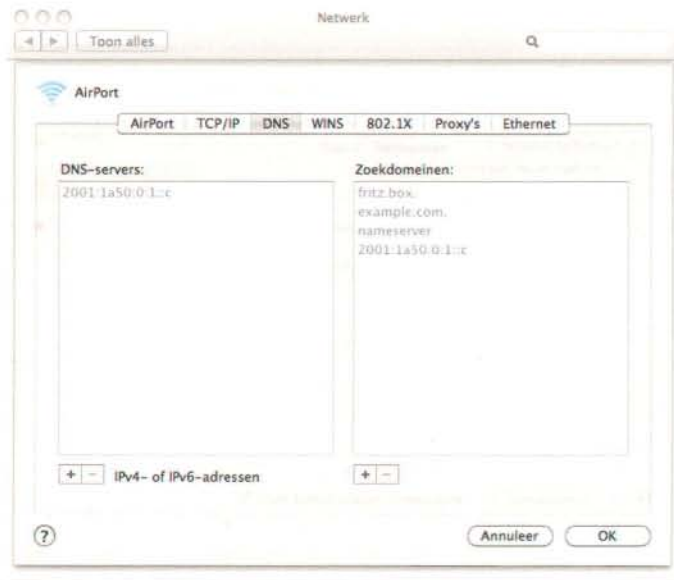 Netwerk
Toon alles
AirPort
AirPort TCP/IP DNS WINS 802.1X Proxy's Ethernet
DNS-servers:
2001:1a50:0:1::c
Zoekdomeinen:
fritz.box.
example.com.
nameserver
2001:1a50:0:1::c
+ - IPv4- of IPv6-adressen
+ -
?
Annuleer OK